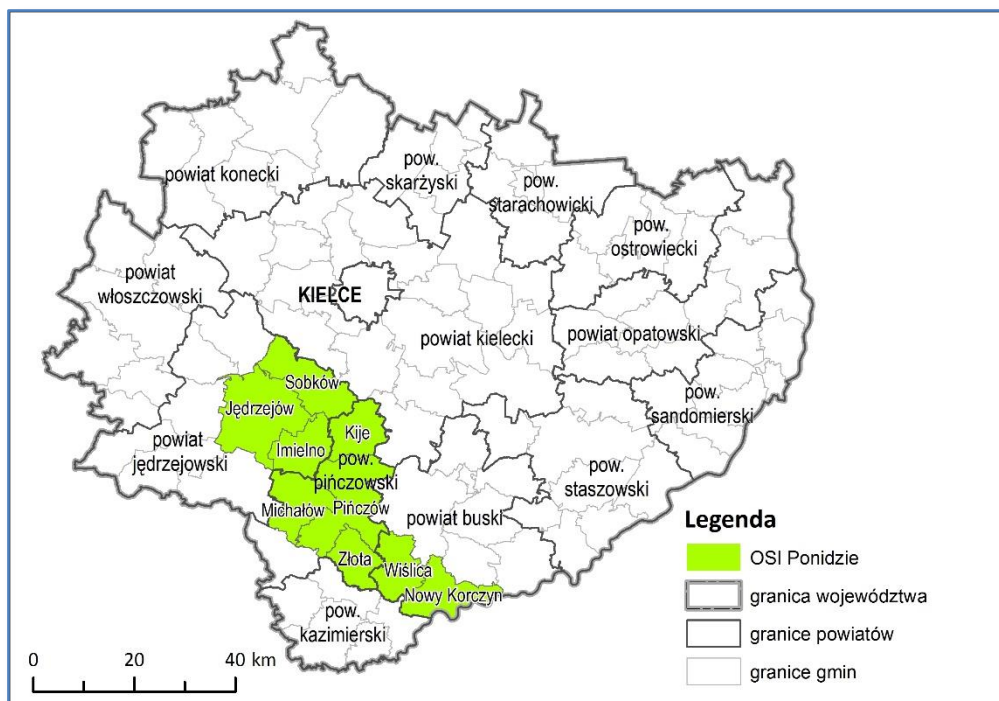 powiat konecki
pow.
skarżyski
pow.
starachowicki
pow.
ostrowiecki
powiat
włoszczowski
KIELCE
powiat kielecki
powiat opatowski
Sobków
Jędrzejów
Kije
pow.
sandomierski
Imielno
powiat
jędrzejowski
pow.
pińczowski
pow.
staszowski
Michałów
Pińczów
powiat buski
Złota
Wiślica
Nowy Korczyn
pow.
kazimierski
Legenda
OSI Ponidzie
granica województwa
granice powiatów
granice gmin
0 20 40 km